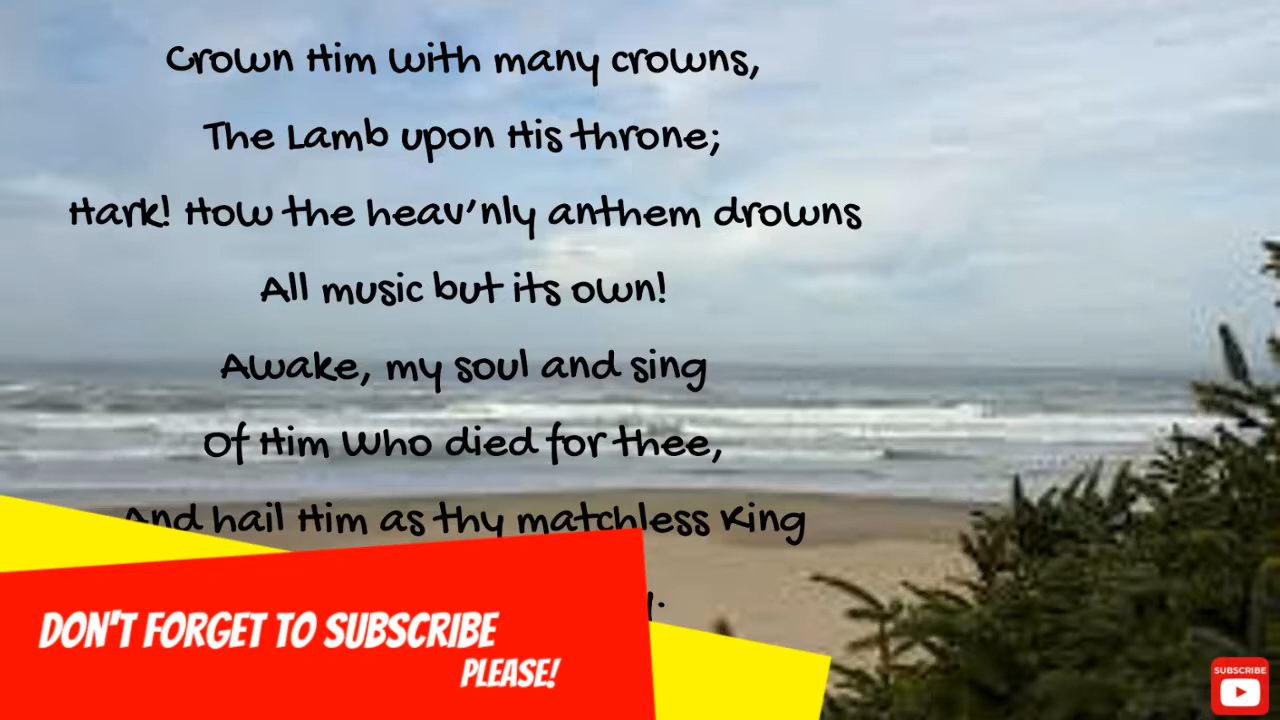 Crown Him with many crowns,
The Lamb upon His throne;
Hark! How the heav'nly anthem drowns
All music but its own!
Awake, my soul and sing
Of Him Who died for thee,
And hail Him as thy matchless King
DON'T FORGET TO SUBSCRIBE
PLEASE!
SUBSCRIBE